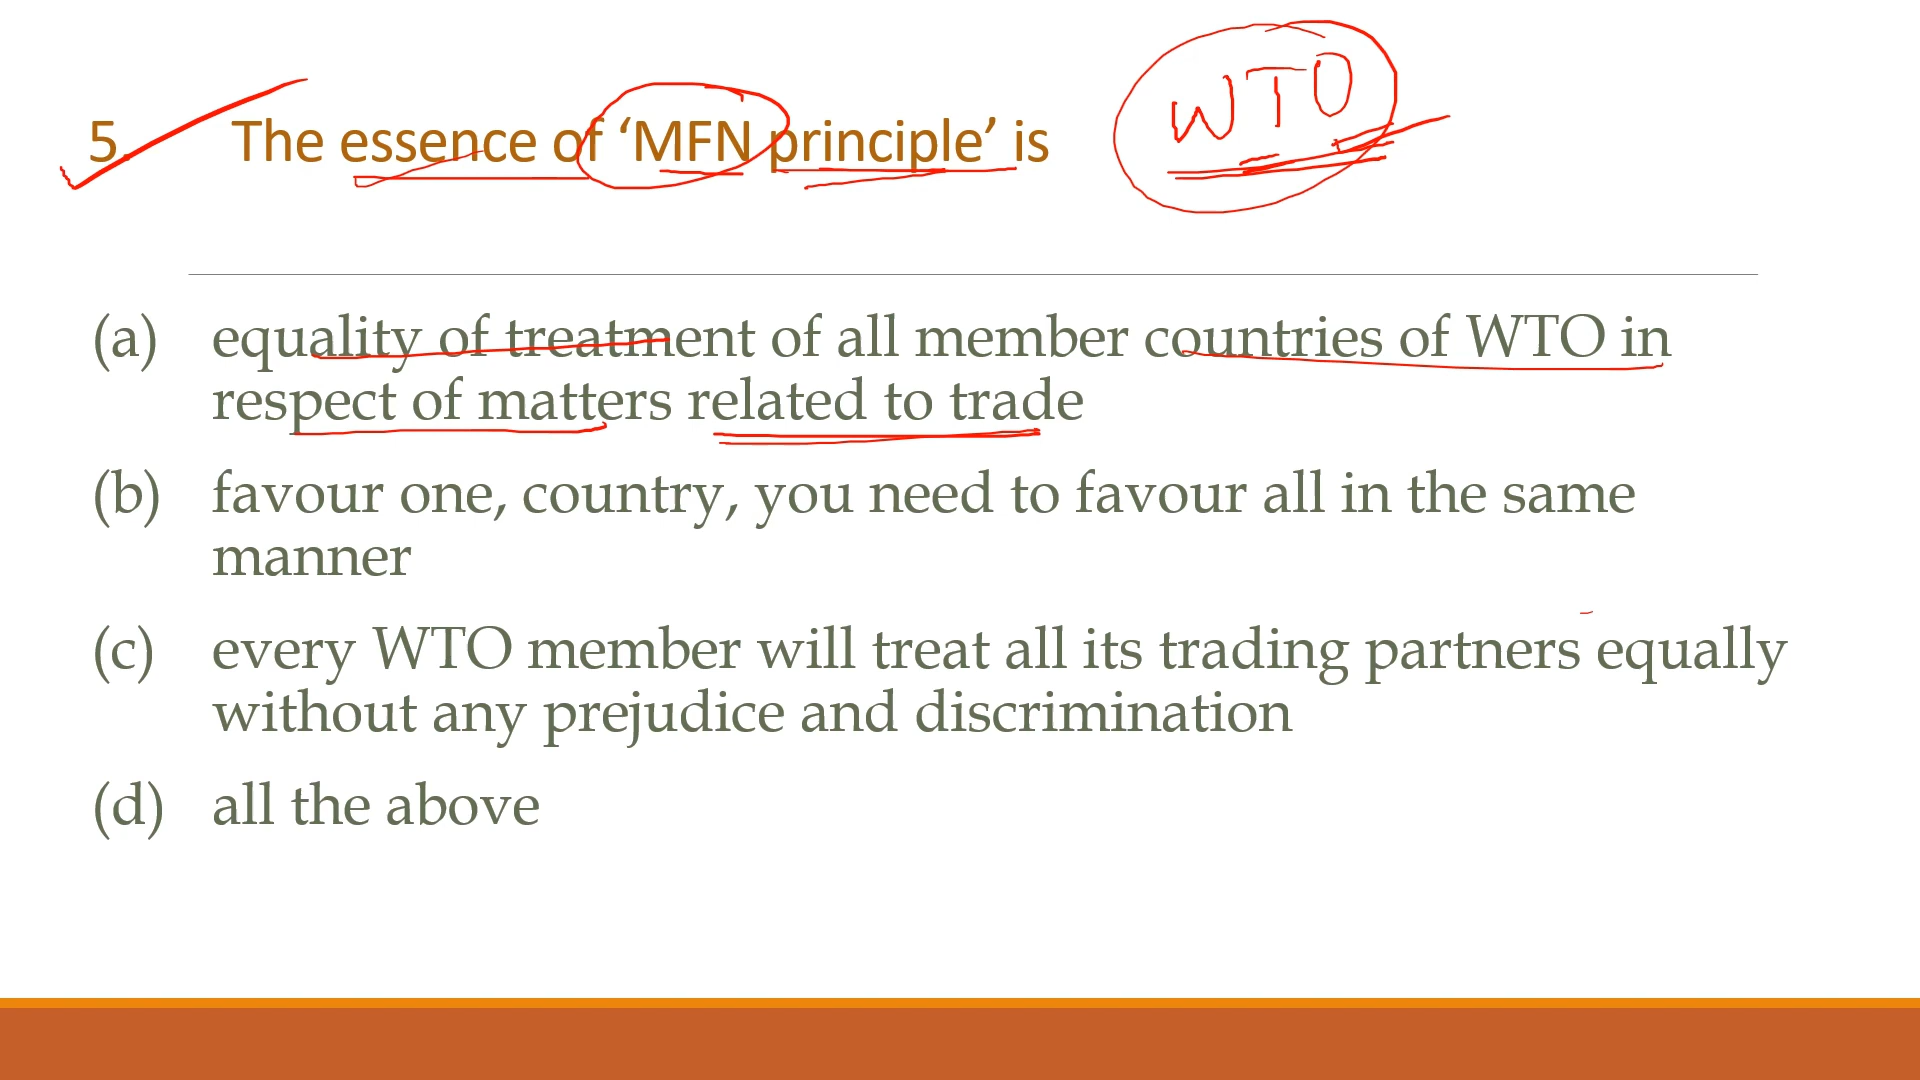 WTO
5. The essence of ‘MFN principle’ is
(a) equality of treatment of all member countries of WTO in
respect of matters related to trade
(b) favour one, country, you need to favour all in the same
manner
(c) every WTO member will treat all its trading partners equally
without any prejudice and discrimination
(d) all the above